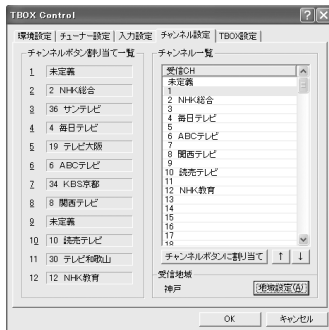 TBOX Control
環境設定 チューナー設定 入力設定 チャンネル設定 TBOX設定
チャンネルボタン割り当て一覧
1 未定義
2 2 NHK総合
3 36 サンテレビ
4 4 毎日テレビ
5 19 テレビ大阪
6 6 ABCテレビ
7 34 KBS京都
8 8 関西テレビ
9 未定義
10 10 読売テレビ
11 30 テレビ和歌山
12 12 NHK教育
チャンネル一覧
受信CH
未定義
1
2 NHK総合
3
4 毎日テレビ
5
6 ABCテレビ
7
8 関西テレビ
9
10 読売テレビ
11
12 NHK教育
13
14
15
16
17
18
チャンネルボタンに割り当て ↑ ↓
受信地域
神戸 地域設定(A)
OK キャンセル